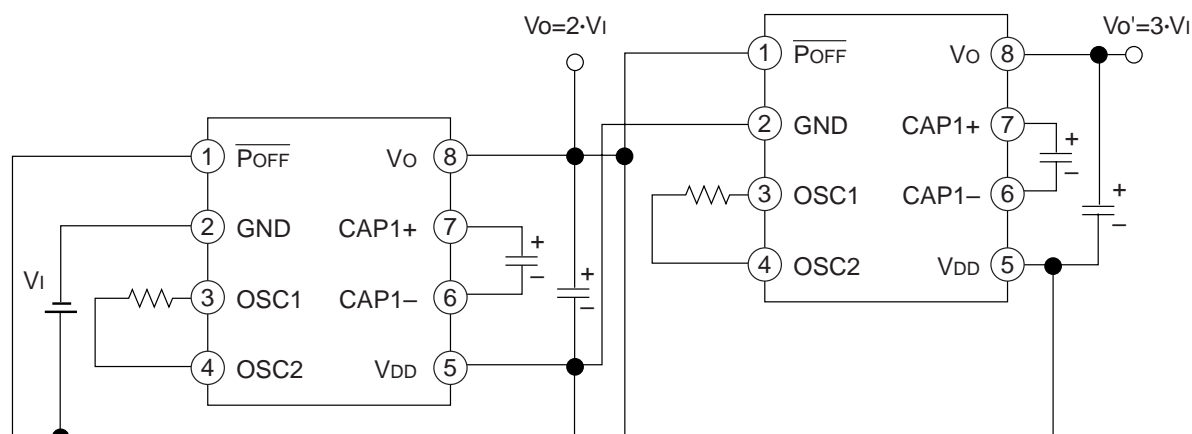 Vo=2·VI
Vo'=3·VI
1 POFF
VO 8
2 GND
CAP1+ 7
3 OSC1
CAP1– 6
4 OSC2
VDD 5
+
–
+
–
VI
1 POFF
VO 8
2 GND
CAP1+ 7
3 OSC1
CAP1– 6
4 OSC2
VDD 5
+
–
+
–